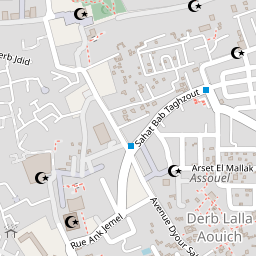 erb Jdid
Sahat Bab Taghzout
Arset El Mallak
Assouel
Derb Lalla
Aouich
Rue Ank Jemel
Avenue Dyour Sa